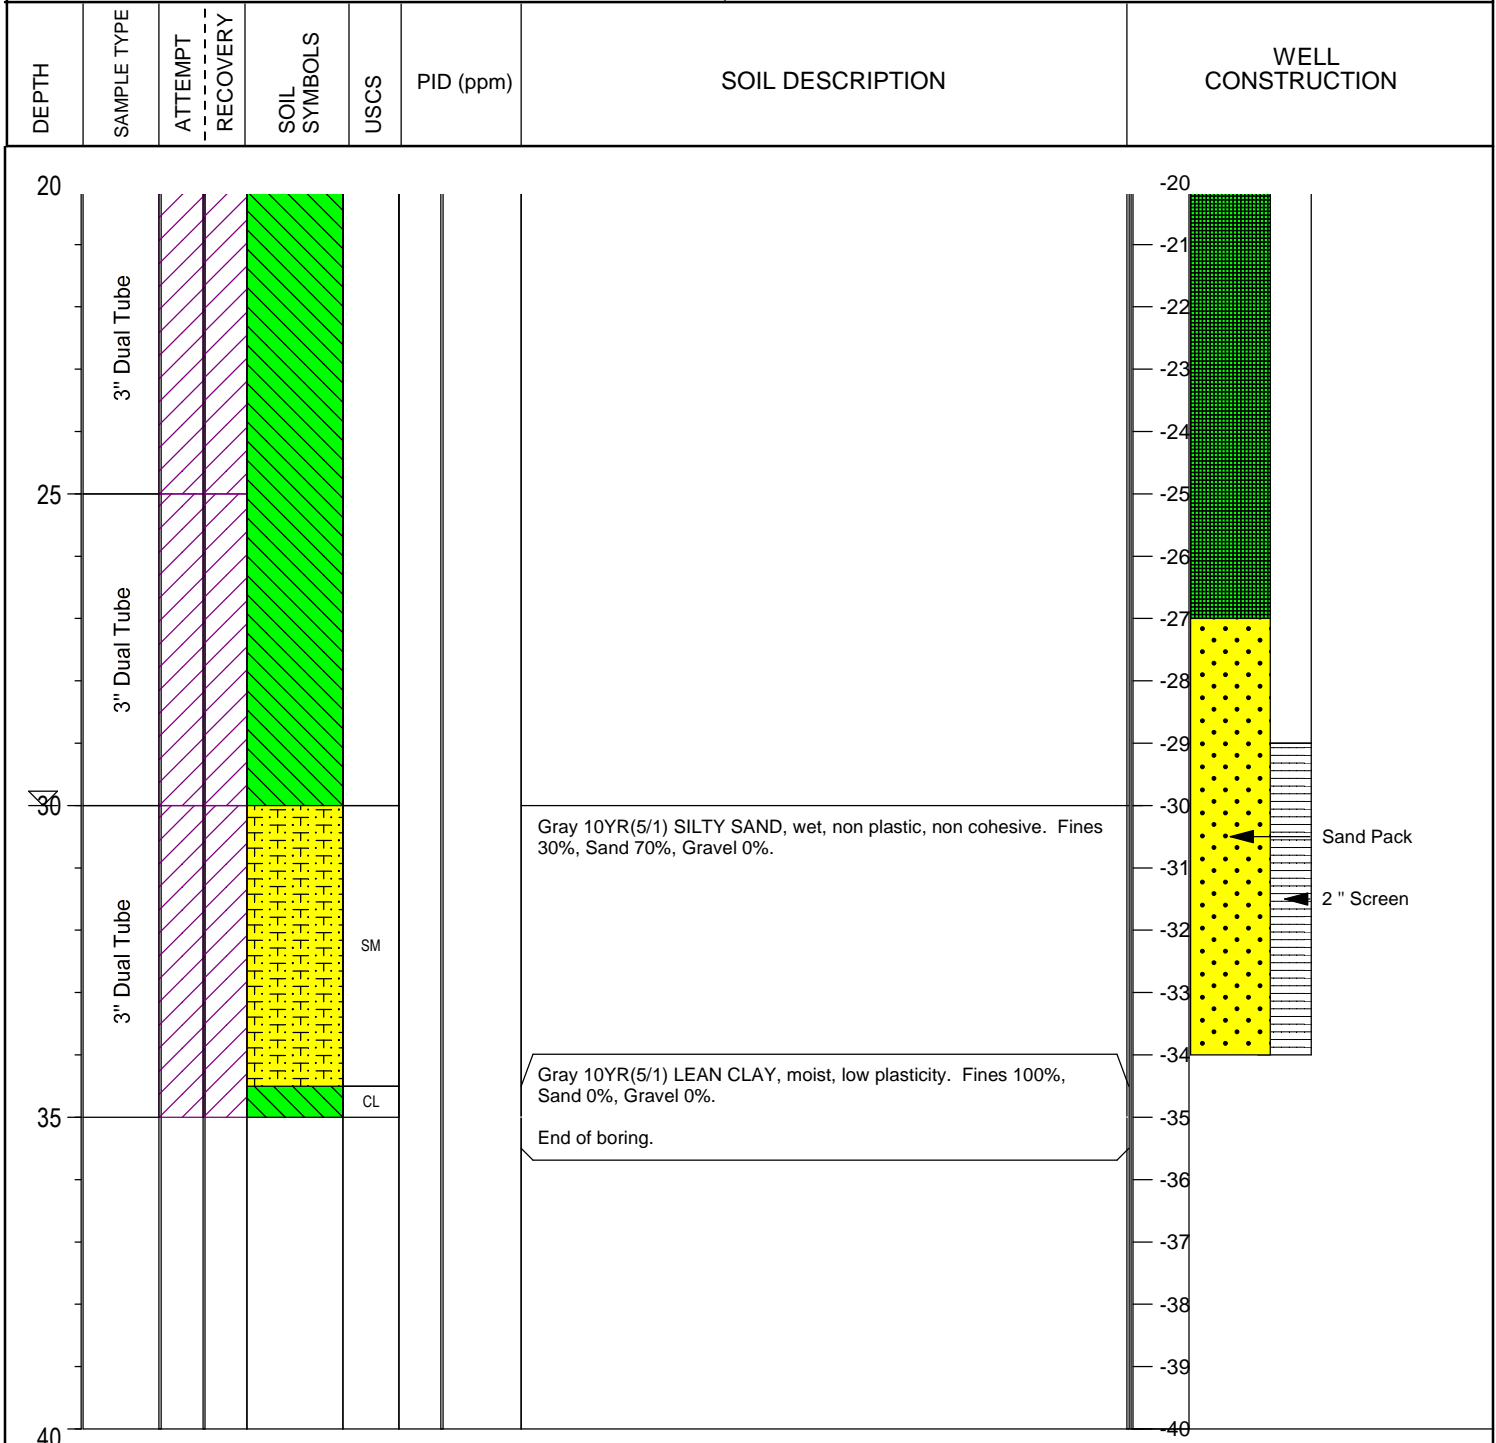 DEPTH
SAMPLE TYPE
ATTEMPT
RECOVERY
SOIL
SYMBOLS
USCS
PID (ppm)
SOIL DESCRIPTION
WELL
CONSTRUCTION
20
25
30
35
40
3" Dual Tube
3" Dual Tube
3" Dual Tube
SM
CL
Gray 10YR(5/1) SILTY SAND, wet, non plastic, non cohesive. Fines
30%, Sand 70%, Gravel 0%.
Gray 10YR(5/1) LEAN CLAY, moist, low plasticity. Fines 100%,
Sand 0%, Gravel 0%.
End of boring.
-20
-21
-22
-23
-24
-25
-26
-27
-28
-29
-30
-31
-32
-33
-34
-35
-36
-37
-38
-39
-40
Sand Pack
2 " Screen